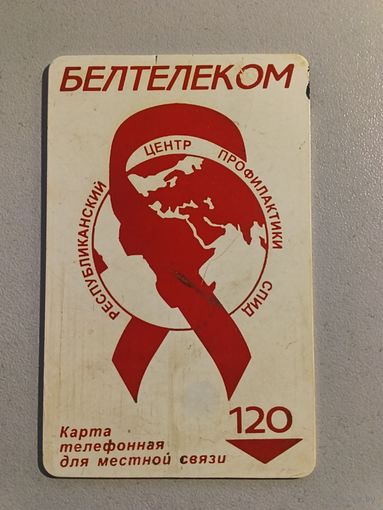 БЕЛТЕЛЕКОМ
РЕСПУБЛИКАНСКИЙ ЦЕНТР ПРОФИЛАКТИКИ СПИД
120
Карта
телефонная
для местной связи